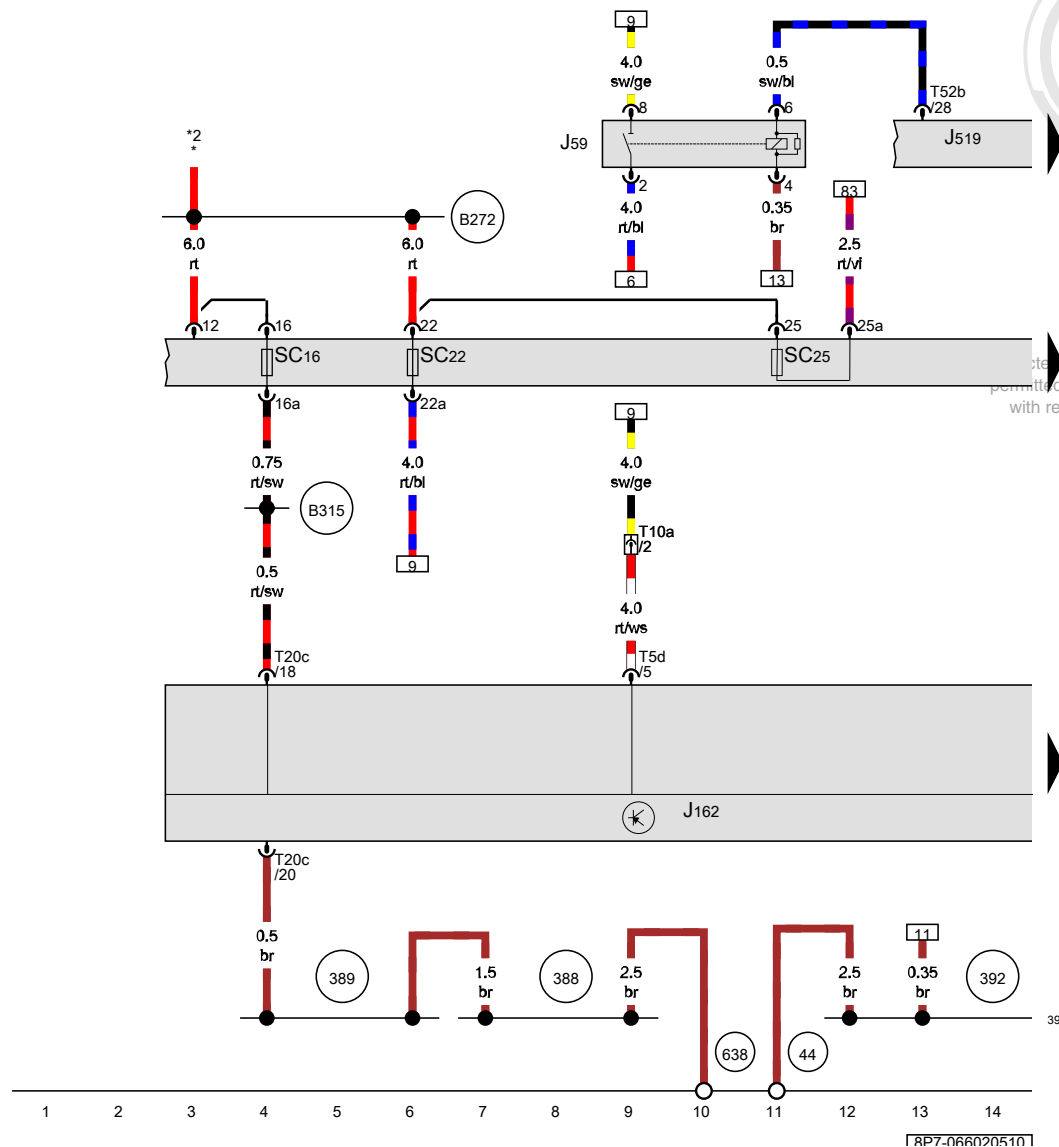 9
9
4.0
sw/ge
8
0.5
sw/bl
6
T52b
/28
*2
*
J59
J519
2
4
83
B272
6.0
rt
6.0
rt
4.0
rt/bl
0.35
br
2.5
rt/vi
6
13
12
16
22
25
25a
SC16
SC22
SC25
permitted
with re
16a
22a
0.75
rt/sw
4.0
rt/bl
4.0
sw/ge
B315
T10a
/2
9
0.5
rt/sw
4.0
rt/ws
T20c
/18
T5d
/5
J162
T20c
/20
0.5
br
11
389
1.5
br
388
2.5
br
2.5
br
0.35
br
392
39
638
44
1 2 3 4 5 6 7 8 9 10 11 12 13 14
8P7-066020510